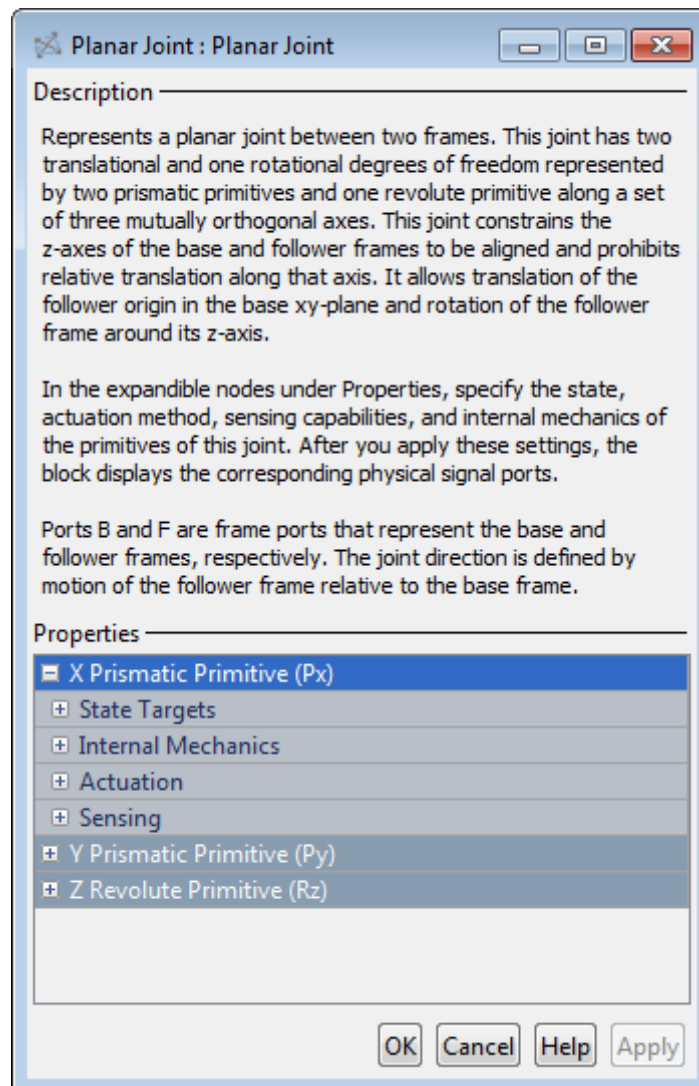 Planar Joint : Planar Joint
Description
Represents a planar joint between two frames. This joint has two
translational and one rotational degrees of freedom represented
by two prismatic primitives and one revolute primitive along a set
of three mutually orthogonal axes. This joint constrains the
z-axes of the base and follower frames to be aligned and prohibits
relative translation along that axis. It allows translation of the
follower origin in the base xy-plane and rotation of the follower
frame around its z-axis.
In the expandible nodes under Properties, specify the state,
actuation method, sensing capabilities, and internal mechanics of
the primitives of this joint. After you apply these settings, the
block displays the corresponding physical signal ports.
Ports B and F are frame ports that represent the base and
follower frames, respectively. The joint direction is defined by
motion of the follower frame relative to the base frame.
Properties
X Prismatic Primitive (Px)
State Targets
Internal Mechanics
Actuation
Sensing
Y Prismatic Primitive (Py)
Z Revolute Primitive (Rz)
OK Cancel Help Apply